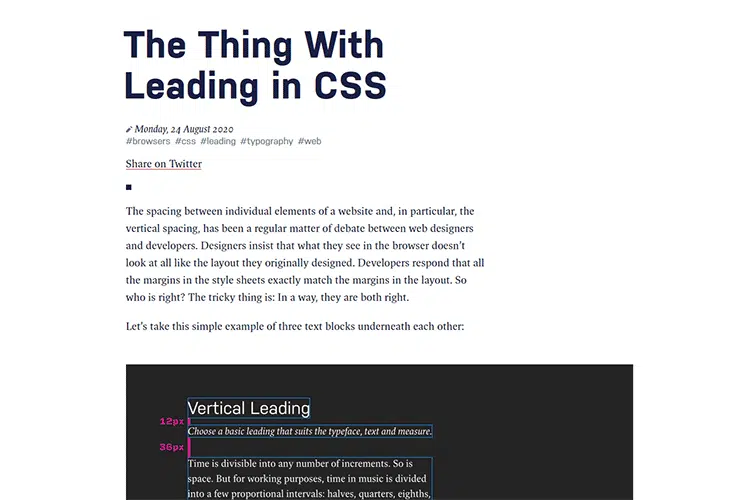 The Thing With
Leading in CSS
Monday, 24 August 2020
#browsers #css #leading #typography #web
Share on Twitter
The spacing between individual elements of a website and, in particular, the
vertical spacing, has been a regular matter of debate between web designers
and developers. Designers insist that what they see in the browser doesn't
look at all like the layout they originally designed. Developers respond that all
the margins in the style sheets exactly match the margins in the layout. So
who is right? The tricky thing is: In a way, they are both right.
Let's take this simple example of three text blocks underneath each other:
Vertical Leading
12px
Choose a basic leading that suits the typeface, text and measure.
36px
Time is divisible into any number of increments. So is
space. But for working purposes, time in music is divided
into a few proportional intervals: halves, quarters, eighths,